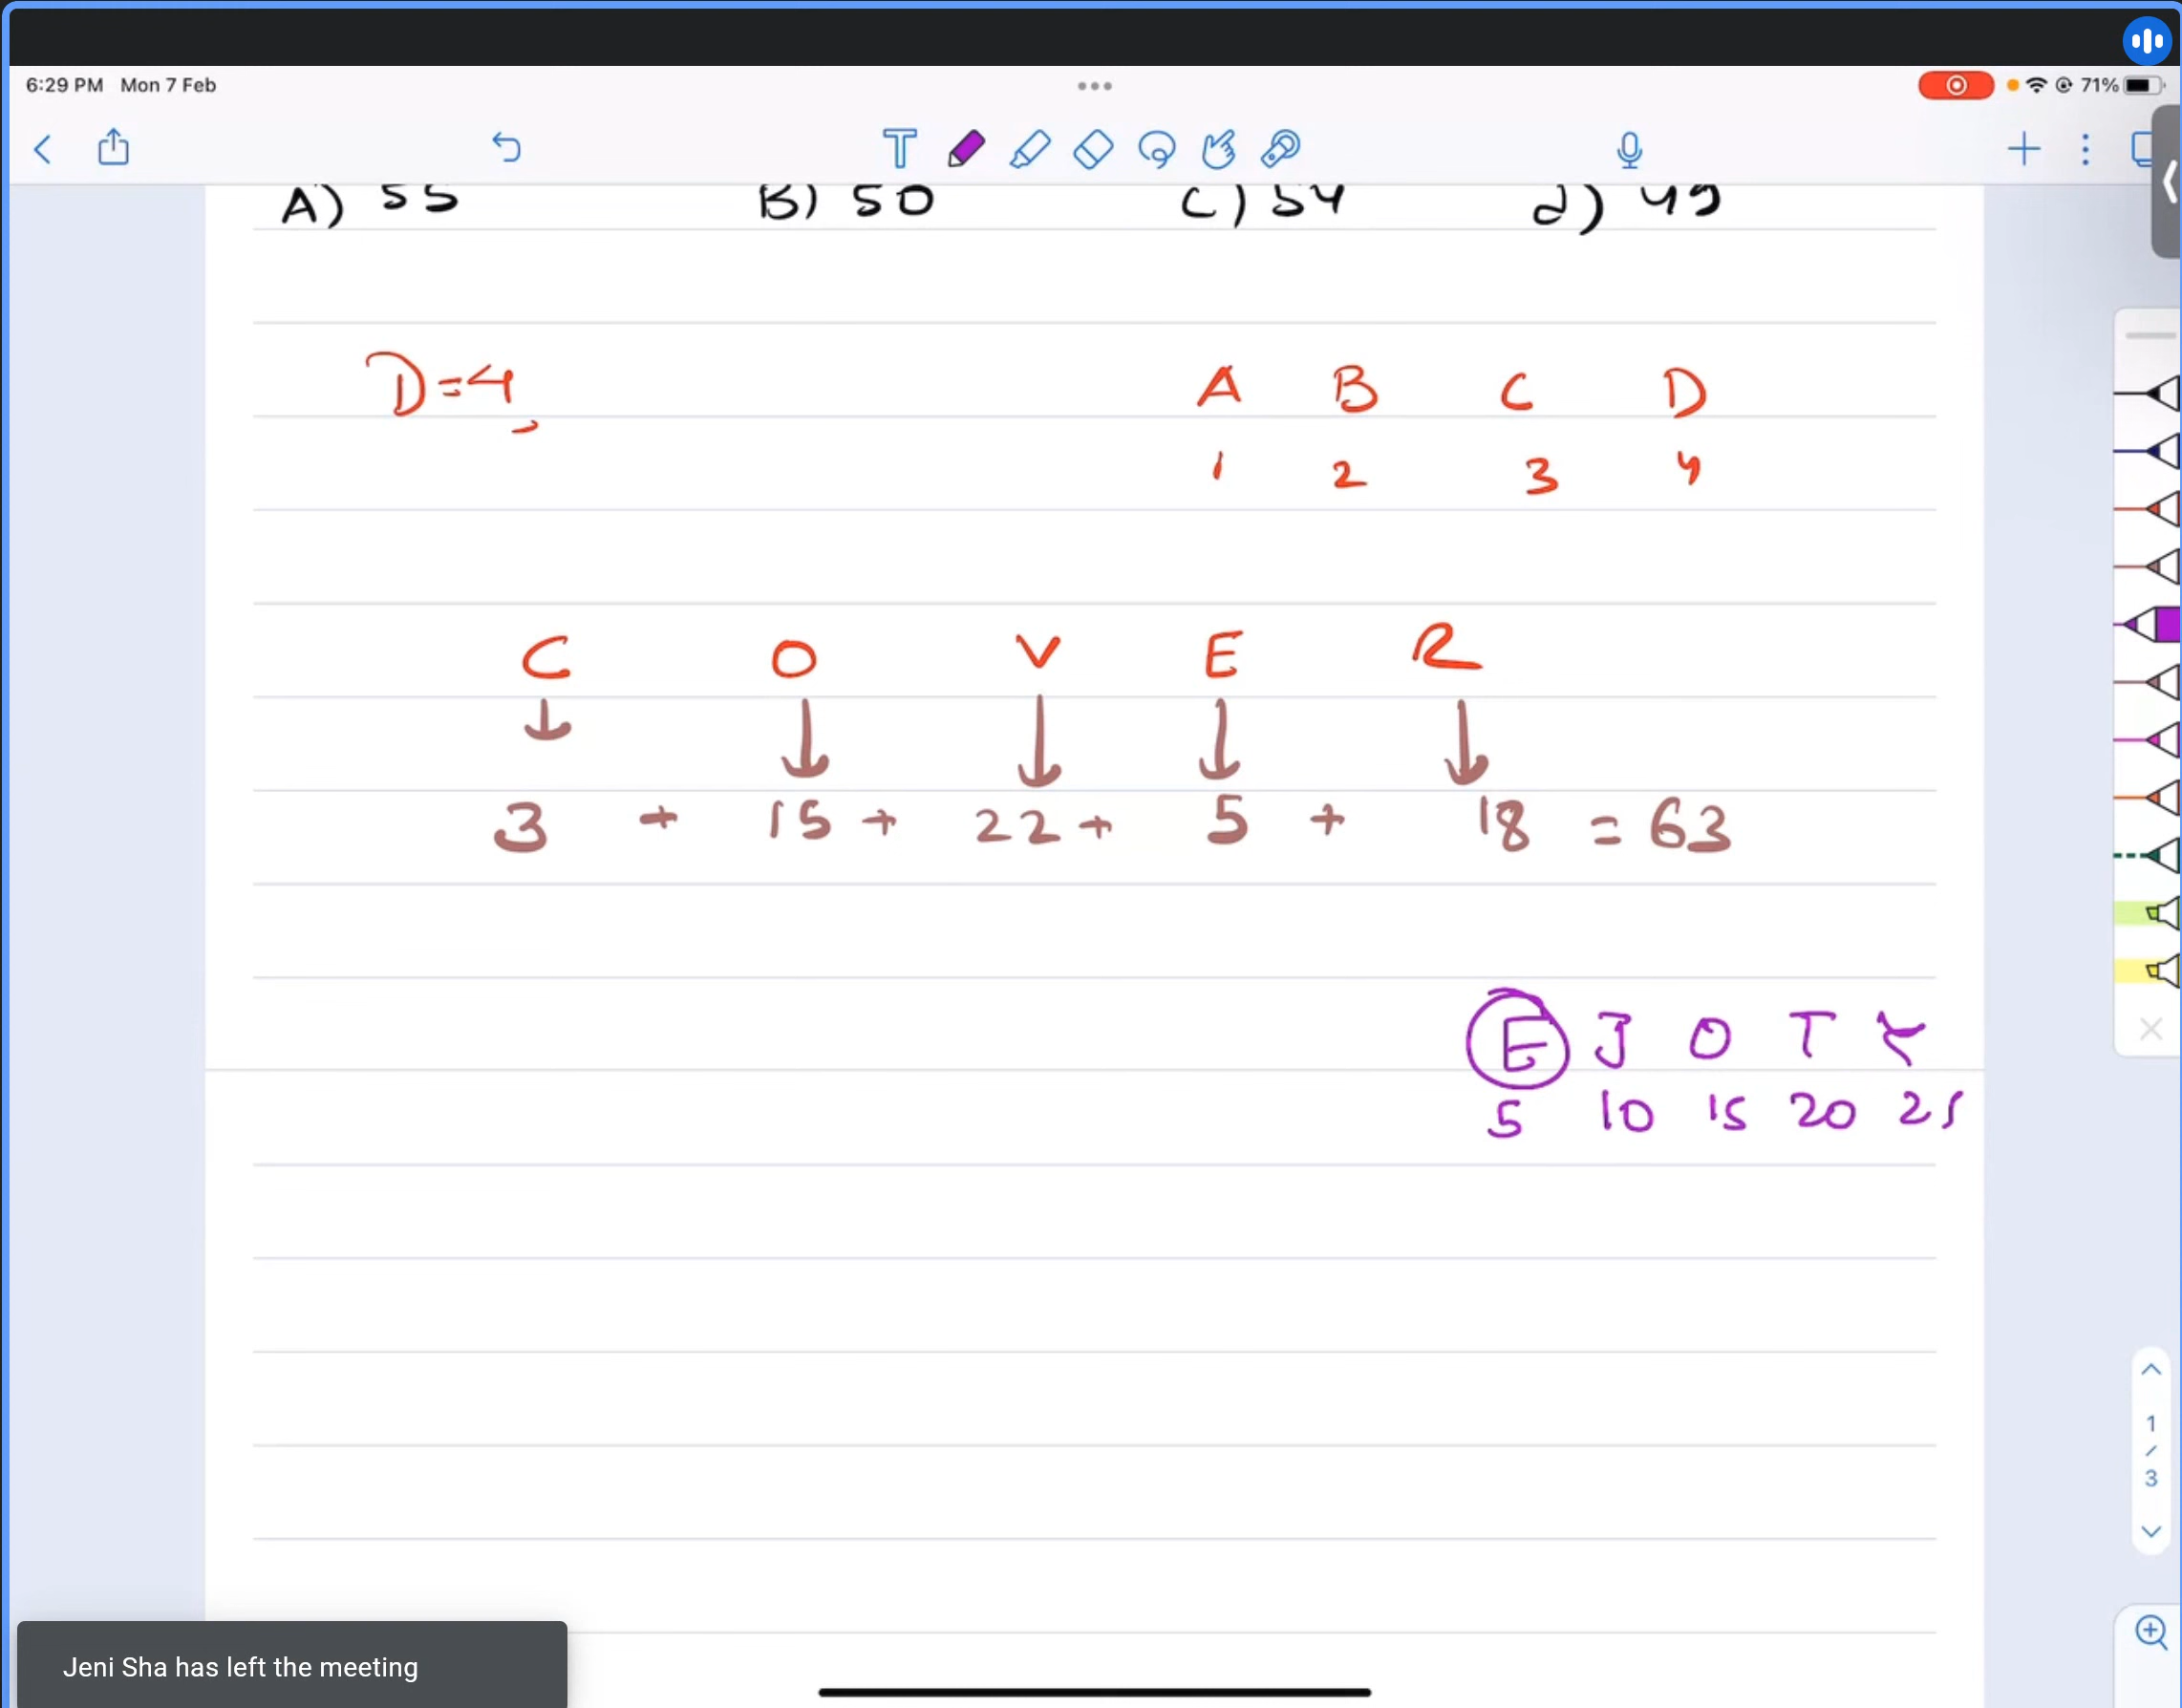 6:29 PM Mon 7 Feb
71%
A) 55 B) 50 C) 54 d) 49
D=4,
A B C D
1 2 3 4
C O V E R
3 + 15 + 22 + 5 + 18 = 63
E J O T Y
5 10 15 20 25
1
/
3
Jeni Sha has left the meeting